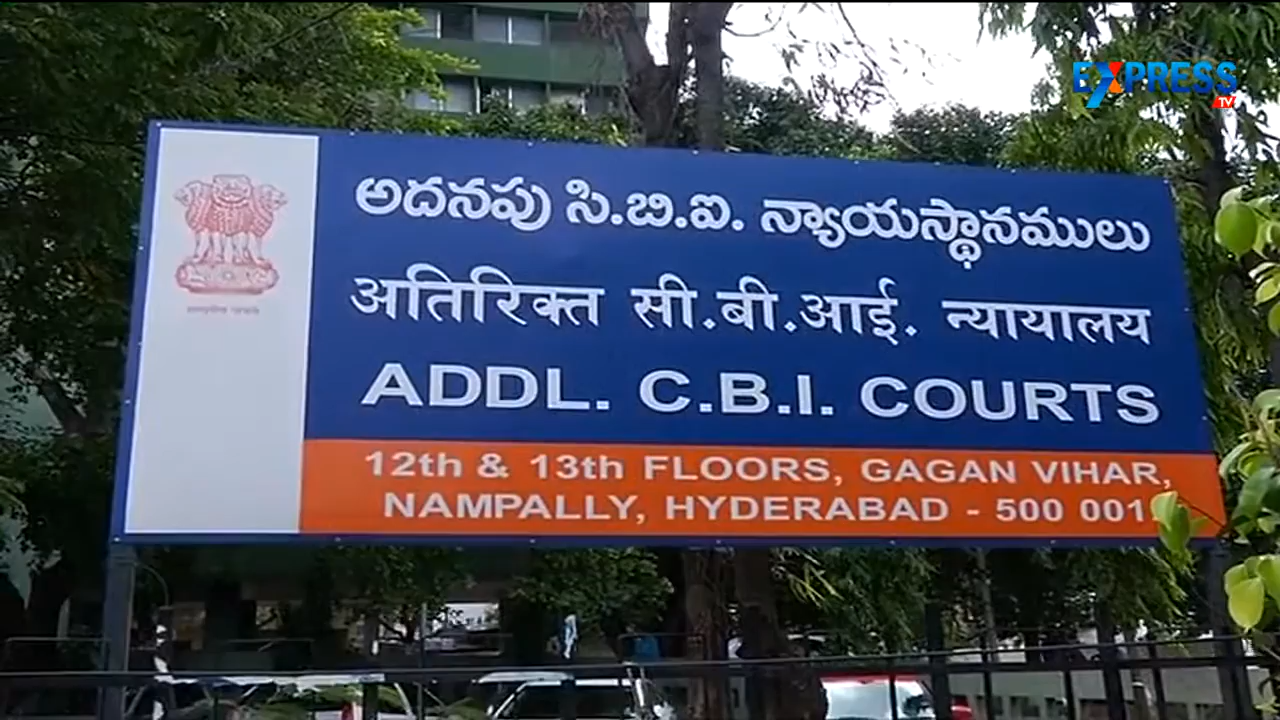 EXPRESS
TV
అదనపు సి.బి.ఐ. న్యాయస్థానములు
अतिरिक्त सी.बी.आई. न्यायालय
ADDL. C.B.I. COURTS
12th & 13th FLOORS, GAGAN VIHAR,
NAMPALLY, HYDERABAD - 500 001